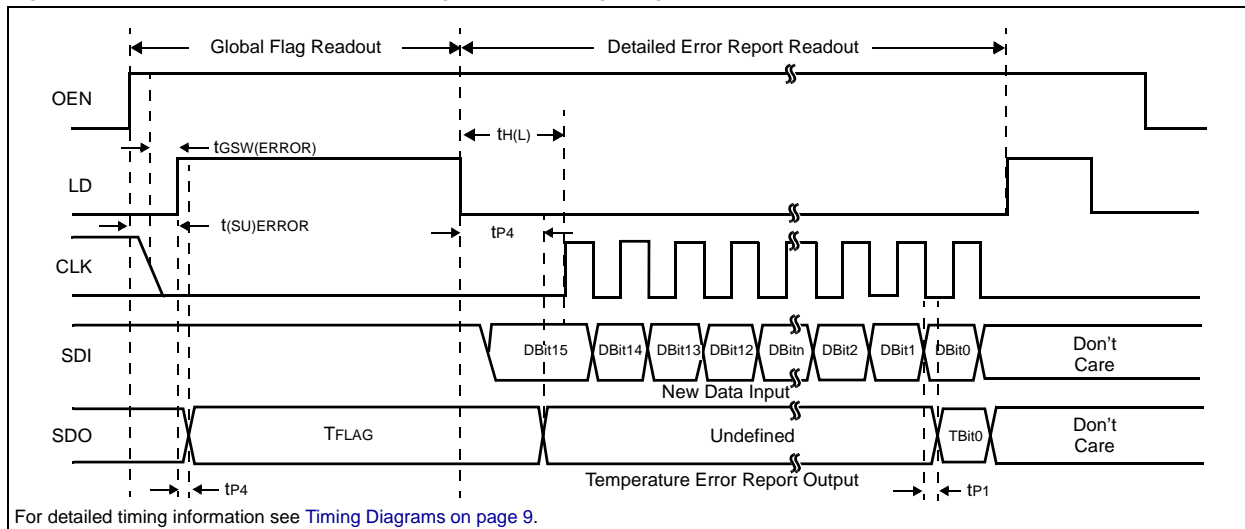 Global Flag Readout
Detailed Error Report Readout
OEN
tH(L)
tGSW(ERROR)
LD
t(SU)ERROR
tP4
CLK
SDI
DBit15
DBit14
DBit13
DBit12
DBitn
DBit2
DBit1
DBit0
Don't
Care
New Data Input
SDO
TFLAG
Undefined
TBit0
Don't
Care
Temperature Error Report Output
tP4
tP1
For detailed timing information see Timing Diagrams on page 9.